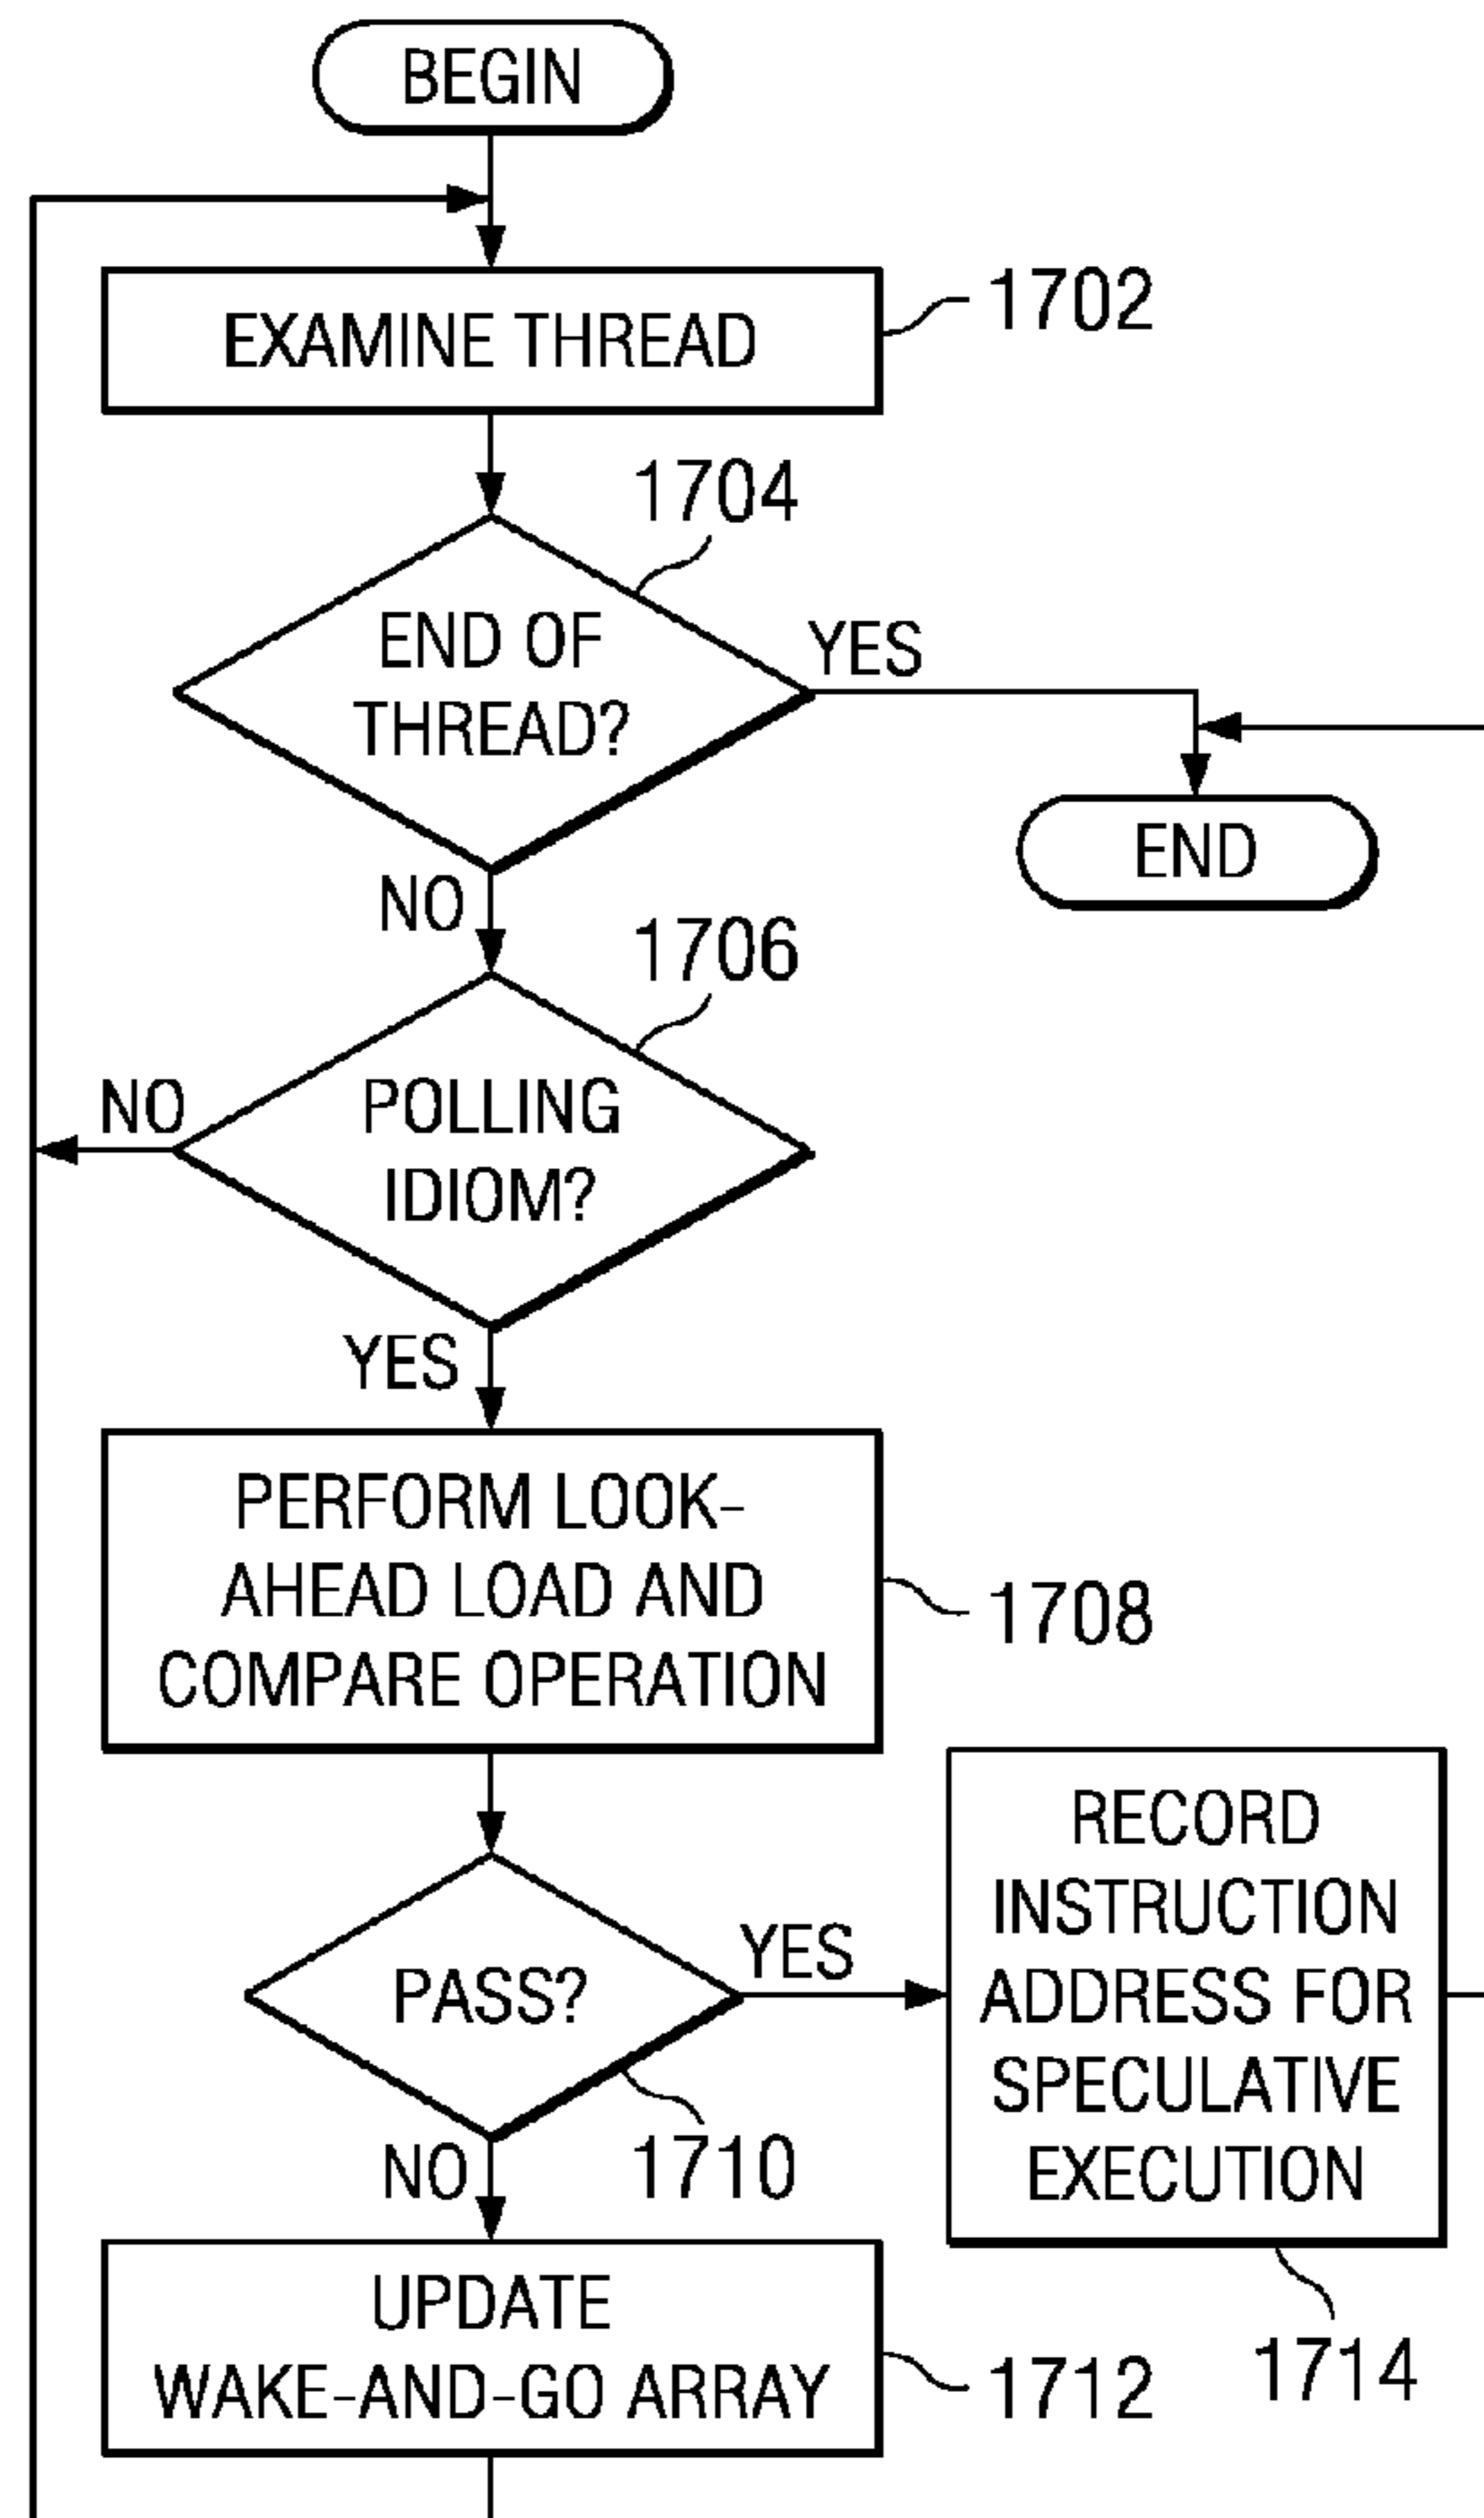 BEGIN
EXAMINE THREAD
1702
1704
END OF
THREAD?
YES
END
NO
1706
NO
POLLING
IDIOM?
YES
PERFORM LOOK-
AHEAD LOAD AND
COMPARE OPERATION
1708
PASS?
YES
RECORD
INSTRUCTION
ADDRESS FOR
SPECULATIVE
EXECUTION
NO
1710
UPDATE
WAKE-AND-GO ARRAY
1712
1714